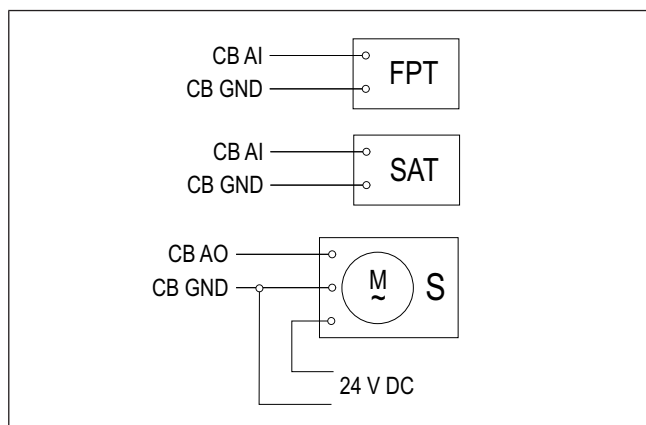 CB AI
FPT
CB GND
CB AI
SAT
CB GND
CB AO
CB GND
M
~
S
24 V DC